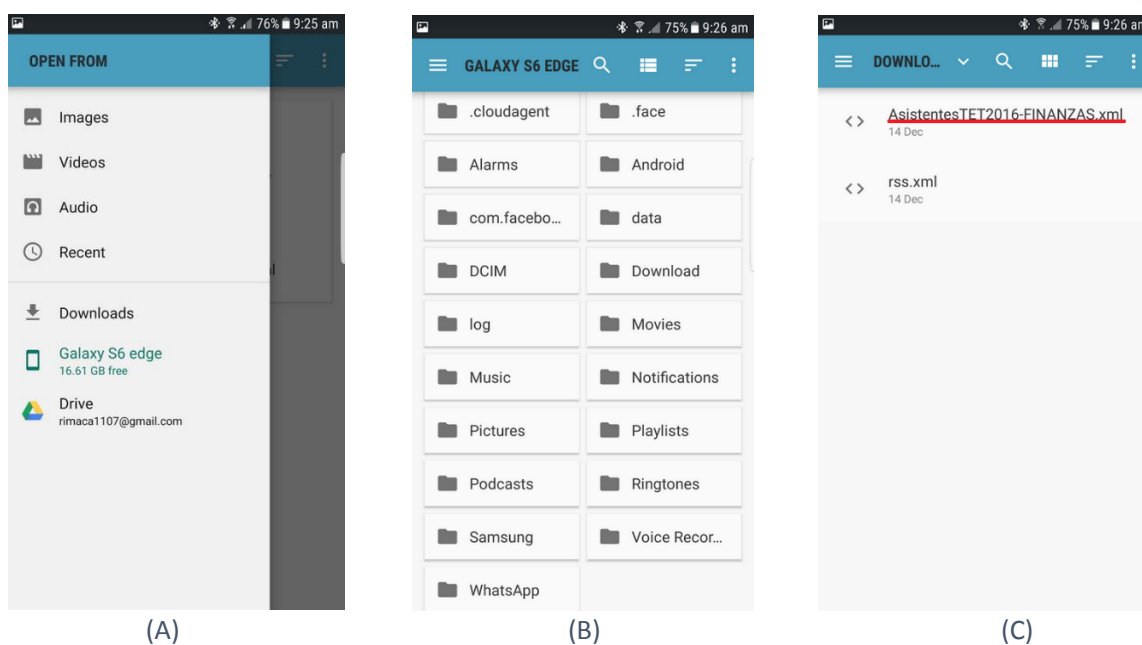 76% 9:25 am
OPEN FROM
Images
Videos
Audio
Recent
Downloads
Galaxy S6 edge
16.61 GB free
Drive
rimaca1107@gmail.com
(A)
75% 9:26 am
GALAXY S6 EDGE
.cloudagent .face
Alarms Android
com.facebo... data
DCIM Download
log Movies
Music Notifications
Pictures Playlists
Podcasts Ringtones
Samsung Voice Recor...
WhatsApp
(B)
75% 9:26 am
DOWNLO...
AsistentesTET2016-FINANZAS.xml
14 Dec
rss.xml
14 Dec
(C)